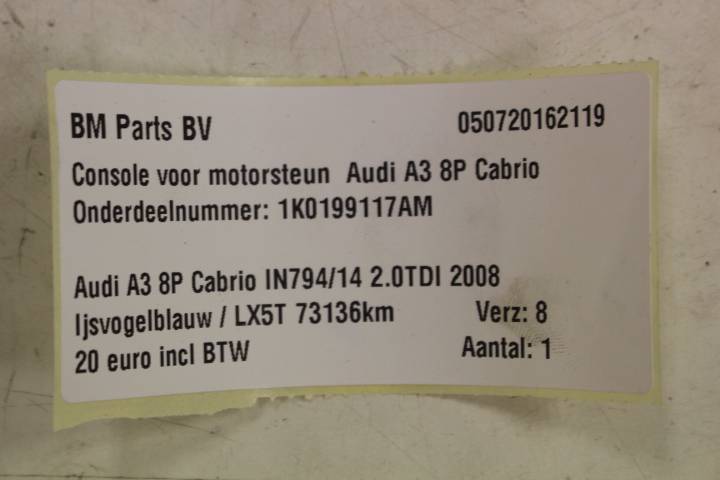 BM Parts BV 050720162119
Console voor motorsteun Audi A3 8P Cabrio
Onderdeelnummer: 1K0199117AM
Audi A3 8P Cabrio IN794/14 2.0TDI 2008
Ijsvogelblauw / LX5T 73136km Verz: 8
20 euro incl BTW Aantal: 1